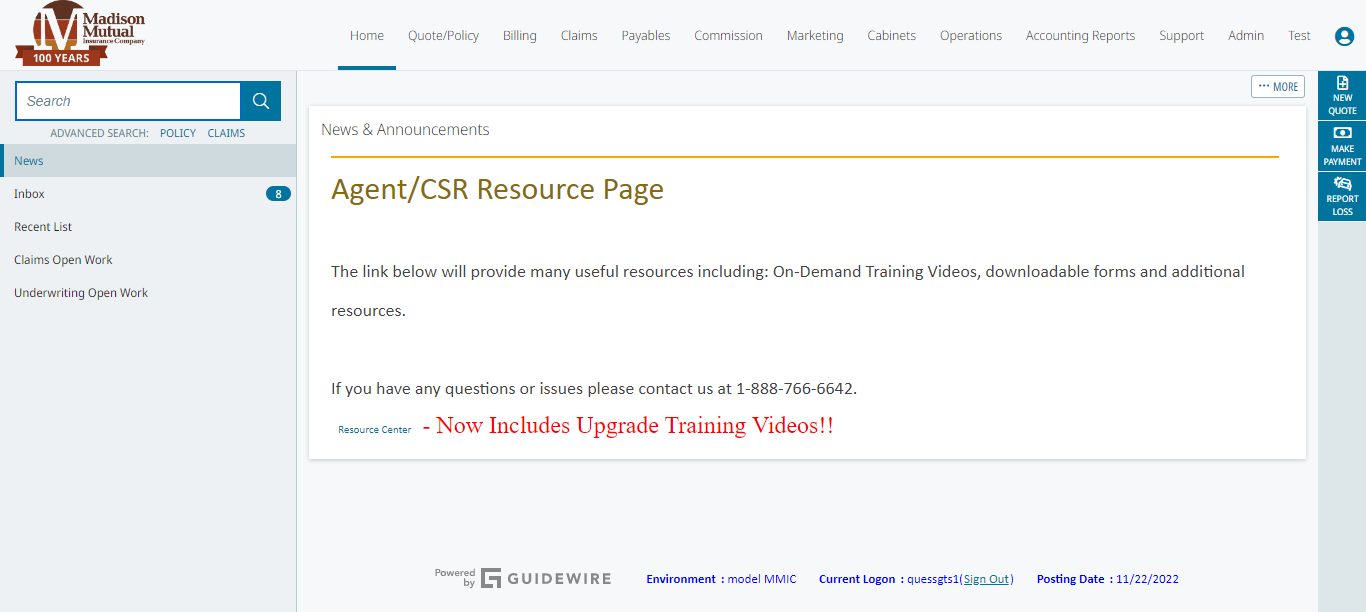 Madison
Mutual
Insurance Company
100 YEARS
Home Quote/Policy Billing Claims Payables Commission Marketing Cabinets Operations Accounting Reports Support Admin Test
Search
ADVANCED SEARCH: POLICY CLAIMS
News
Inbox 8
Recent List
Claims Open Work
Underwriting Open Work
··· MORE
News & Announcements
Agent/CSR Resource Page
The link below will provide many useful resources including: On-Demand Training Videos, downloadable forms and additional
resources.
If you have any questions or issues please contact us at 1-888-766-6642.
Resource Center - Now Includes Upgrade Training Videos!!
NEW
QUOTE
MAKE
PAYMENT
REPORT
LOSS
Powered
by
GUIDEWIRE
Environment : model MMIC Current Logon : quessgts1(Sign Out) Posting Date : 11/22/2022